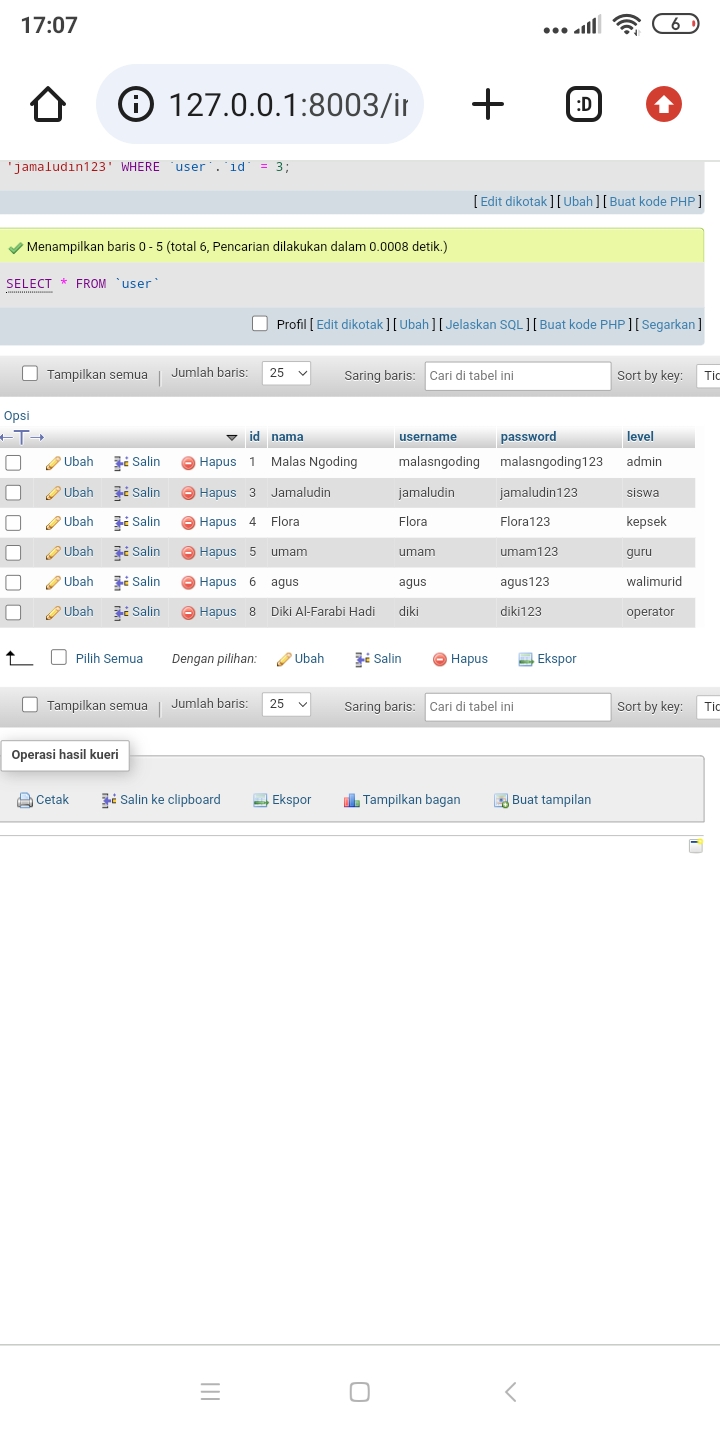 17:07
6
127.0.0.1:8003/ir
:D
'jamaludin123' WHERE `user`.`id` = 3;
[ Edit dikotak ] [ Ubah ] [ Buat kode PHP ]
Menampilkan baris 0 - 5 (total 6, Pencarian dilakukan dalam 0.0008 detik.)
SELECT * FROM `user`
Profil [ Edit dikotak ] [ Ubah ] [ Jelaskan SQL ] [ Buat kode PHP ] [ Segarkan ]
Tampilkan semua | Jumlah baris: 25 Saring baris: Cari di tabel ini Sort by key: Tid
Opsi
←T→ id nama username password level
Ubah Salin Hapus 1 Malas Ngoding malasngoding malasngoding123 admin
Ubah Salin Hapus 3 Jamaludin jamaludin jamaludin123 siswa
Ubah Salin Hapus 4 Flora Flora Flora123 kepsek
Ubah Salin Hapus 5 umam umam umam123 guru
Ubah Salin Hapus 6 agus agus agus123 walimurid
Ubah Salin Hapus 8 Diki Al-Farabi Hadi diki diki123 operator
Pilih Semua Dengan pilihan: Ubah Salin Hapus Ekspor
Tampilkan semua | Jumlah baris: 25 Saring baris: Cari di tabel ini Sort by key: Tid
Operasi hasil kueri
Cetak Salin ke clipboard Ekspor Tampilkan bagan Buat tampilan